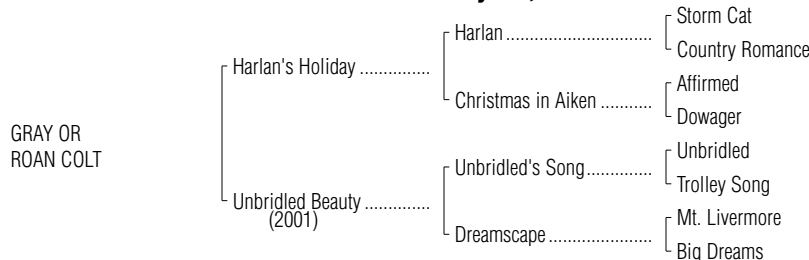 Harlan ..............................
Storm Cat
Country Romance
Harlan's Holiday ...............
Christmas in Aiken ...........
Affirmed
Dowager
GRAY OR
ROAN COLT
Unbridled's Song..............
Unbridled
Trolley Song
Unbridled Beauty ..............
(2001)
Dreamscape ......................
Mt. Livermore
Big Dreams